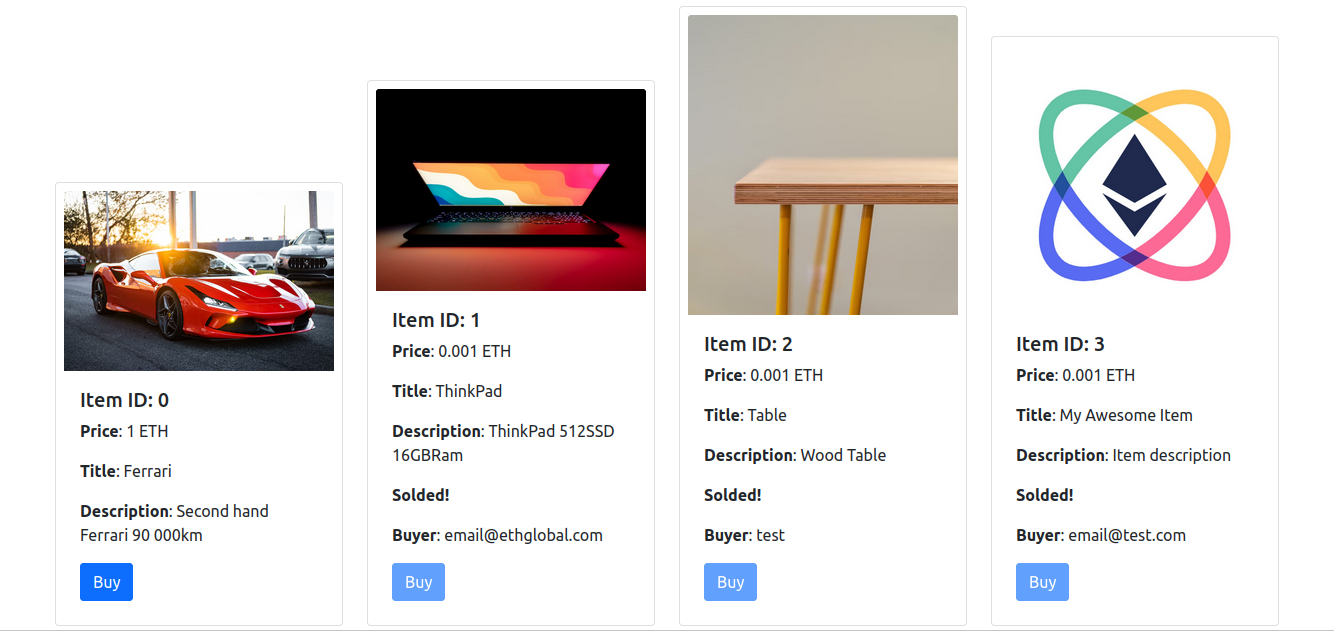 Item ID: 0
Price: 1 ETH
Title: Ferrari
Description: Second hand
Ferrari 90 000km
Buy
Item ID: 1
Price: 0.001 ETH
Title: ThinkPad
Description: ThinkPad 512SSD
16GBRam
Solded!
Buyer: email@ethglobal.com
Buy
Item ID: 2
Price: 0.001 ETH
Title: Table
Description: Wood Table
Solded!
Buyer: test
Buy
Item ID: 3
Price: 0.001 ETH
Title: My Awesome Item
Description: Item description
Solded!
Buyer: email@test.com
Buy